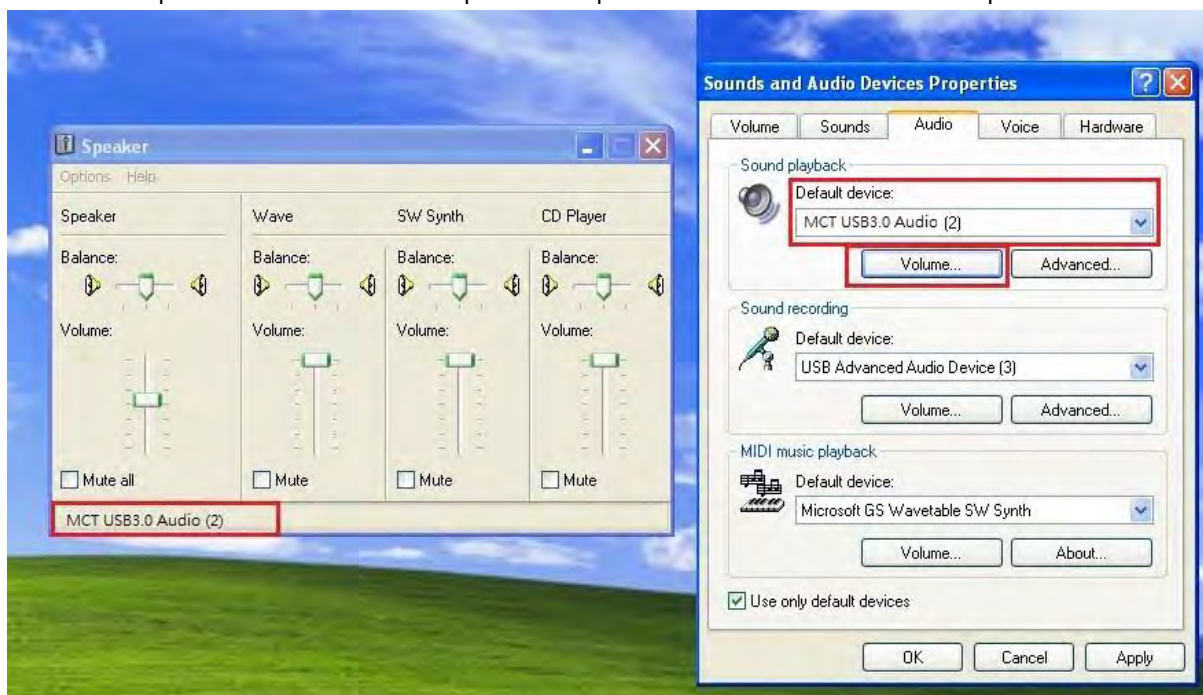 Speaker
Options Help
Speaker Wave SW Synth CD Player
Balance: Balance: Balance: Balance:
Volume: Volume: Volume: Volume:
Mute all Mute Mute Mute
MCT USB3.0 Audio (2)
Sounds and Audio Devices Properties
Volume Sounds Audio Voice Hardware
Sound playback
Default device:
MCT USB3.0 Audio (2)
Volume... Advanced...
Sound recording
Default device:
USB Advanced Audio Device (3)
Volume... Advanced...
MIDI music playback
Default device:
Microsoft GS Wavetable SW Synth
Volume... About...
Use only default devices
OK Cancel Apply